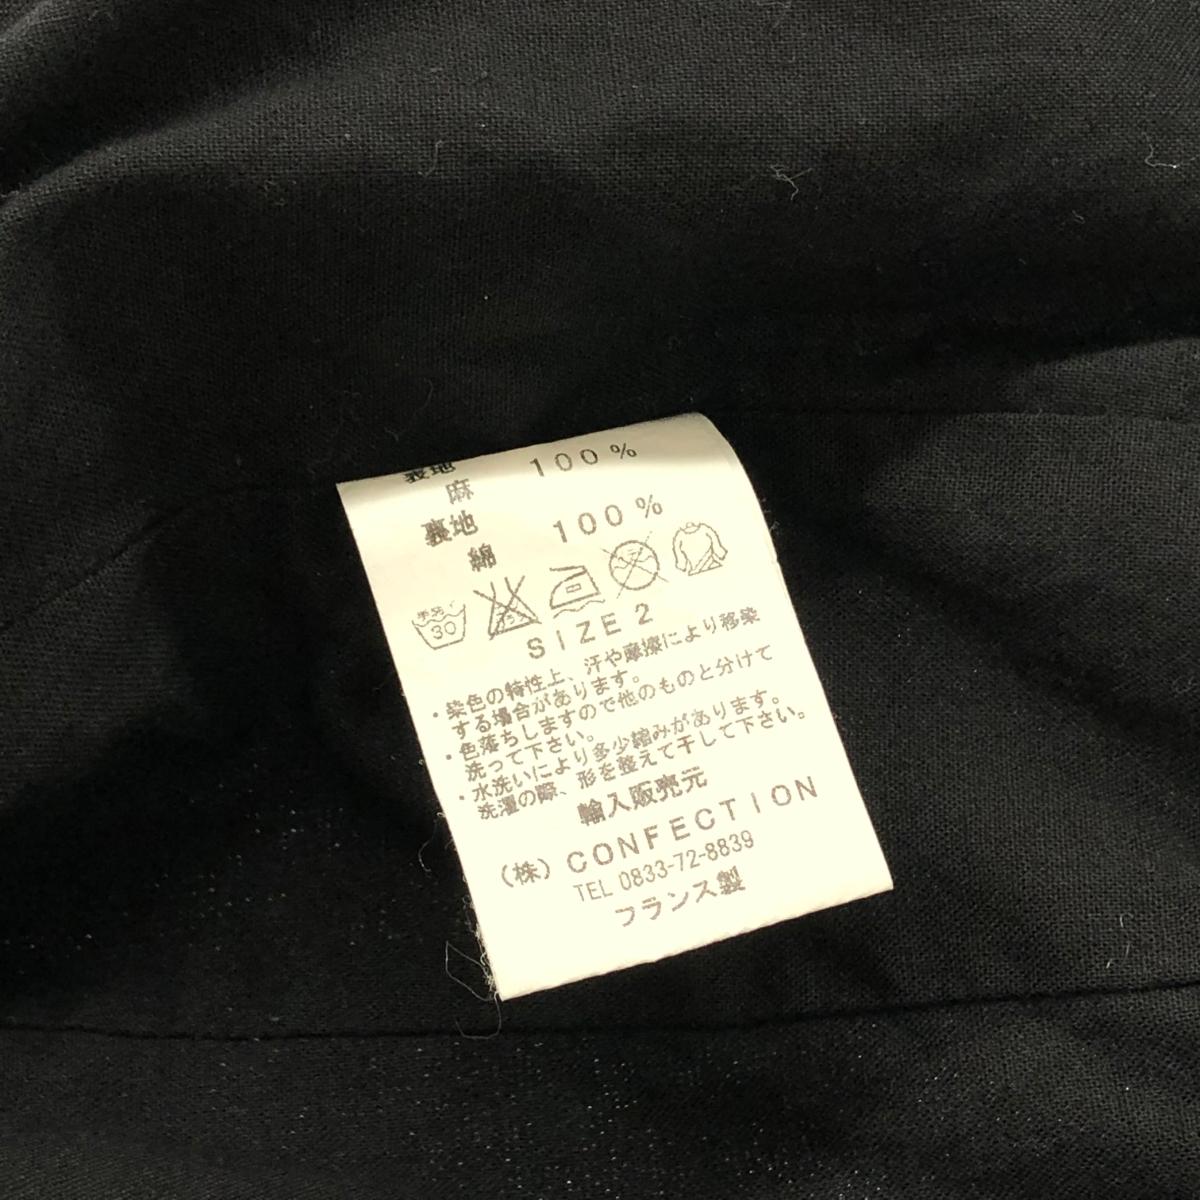 表地
麻 100%
裏地
綿 100%
手洗イ
30
SIZE 2
・染色の特性上、汗や摩擦により移染
する場合があります。
・色落ちしますので他のものと分けて
洗って下さい。
・水洗いにより多少縮みがあります。
洗濯の際、形を整えて干して下さい。
輸入販売元
(株) CONFECTION
TEL 0833-72-8839
フランス製